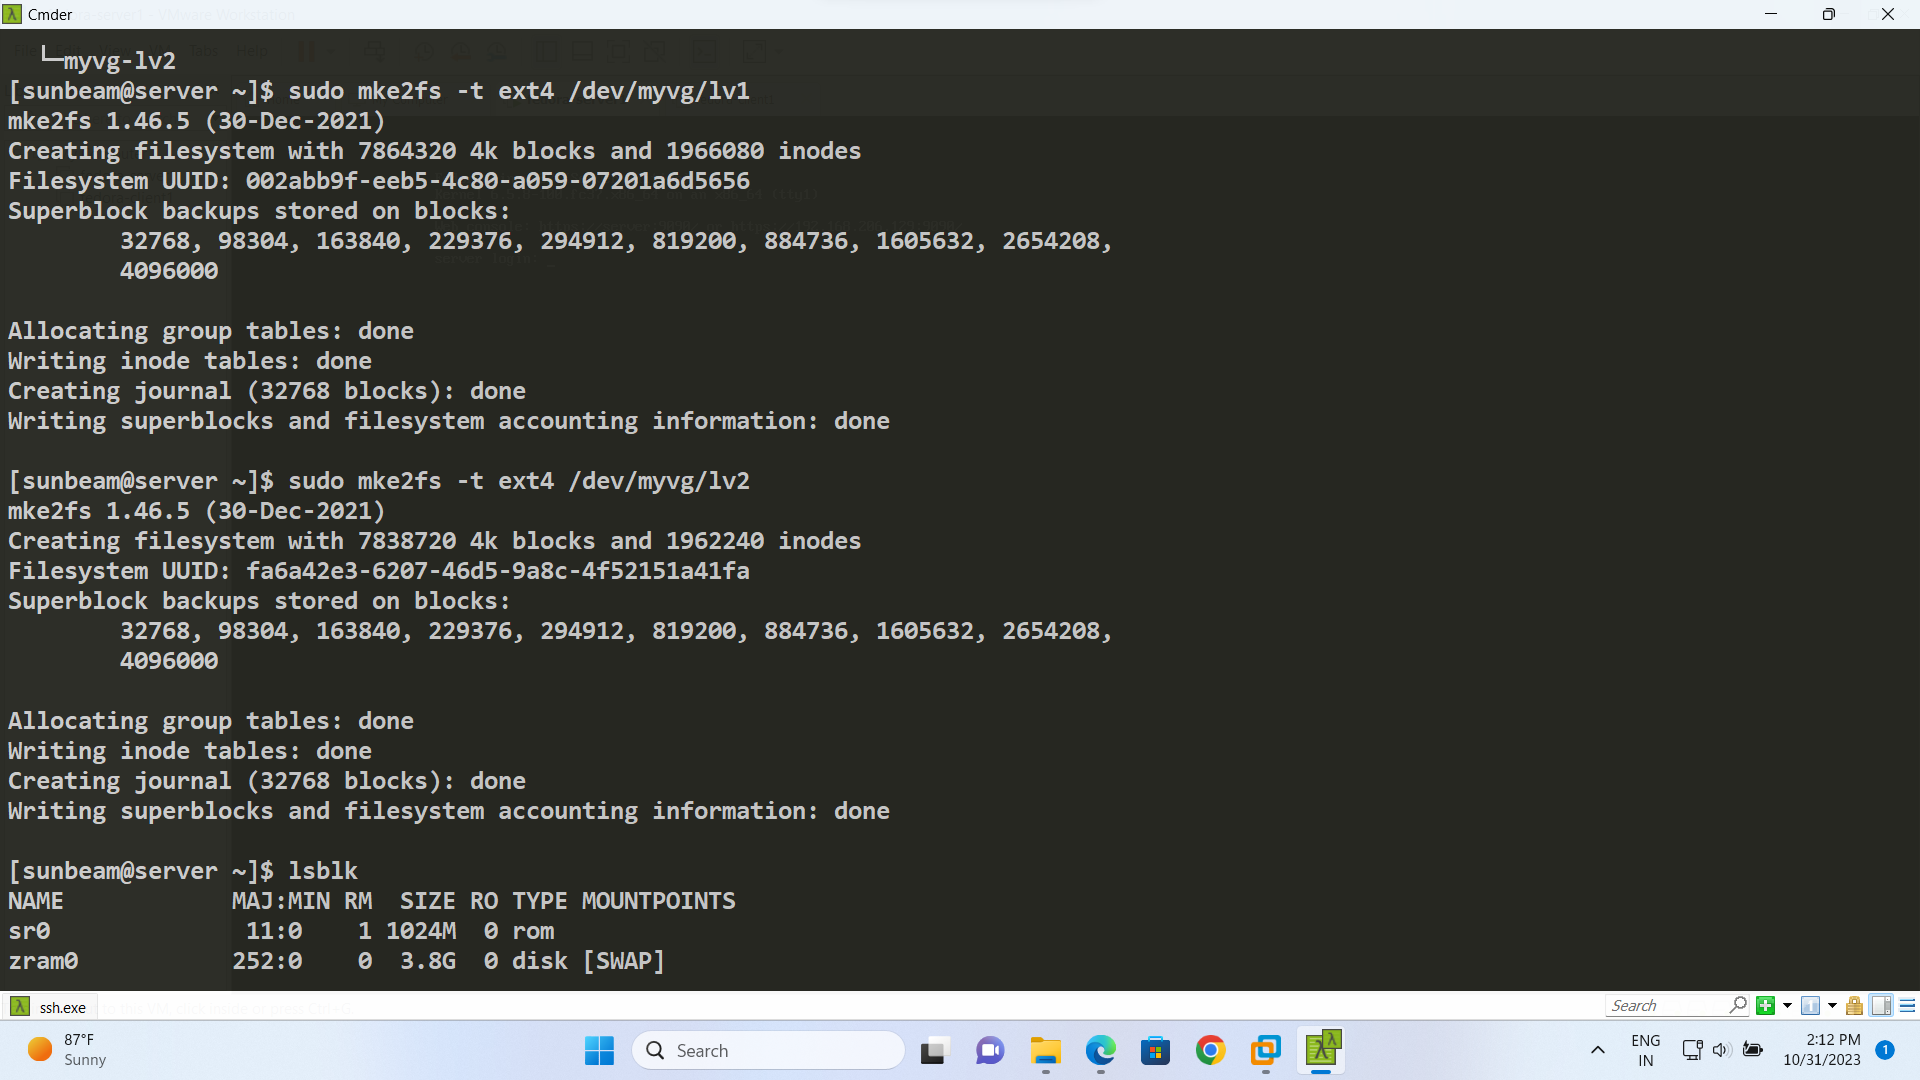 Cmder
└─myvg-lv2
[sunbeam@server ~]$ sudo mke2fs -t ext4 /dev/myvg/lv1
mke2fs 1.46.5 (30-Dec-2021)
Creating filesystem with 7864320 4k blocks and 1966080 inodes
Filesystem UUID: 002abb9f-eeb5-4c80-a059-07201a6d5656
Superblock backups stored on blocks:
32768, 98304, 163840, 229376, 294912, 819200, 884736, 1605632, 2654208,
4096000
Allocating group tables: done
Writing inode tables: done
Creating journal (32768 blocks): done
Writing superblocks and filesystem accounting information: done
[sunbeam@server ~]$ sudo mke2fs -t ext4 /dev/myvg/lv2
mke2fs 1.46.5 (30-Dec-2021)
Creating filesystem with 7838720 4k blocks and 1962240 inodes
Filesystem UUID: fa6a42e3-6207-46d5-9a8c-4f52151a41fa
Superblock backups stored on blocks:
32768, 98304, 163840, 229376, 294912, 819200, 884736, 1605632, 2654208,
4096000
Allocating group tables: done
Writing inode tables: done
Creating journal (32768 blocks): done
Writing superblocks and filesystem accounting information: done
[sunbeam@server ~]$ lsblk
NAME MAJ:MIN RM SIZE RO TYPE MOUNTPOINTS
sr0 11:0 1 1024M 0 rom
zram0 252:0 0 3.8G 0 disk [SWAP]
ssh.exe Search
87°F
Sunny
Search
ENG
IN
2:12 PM
10/31/2023
1